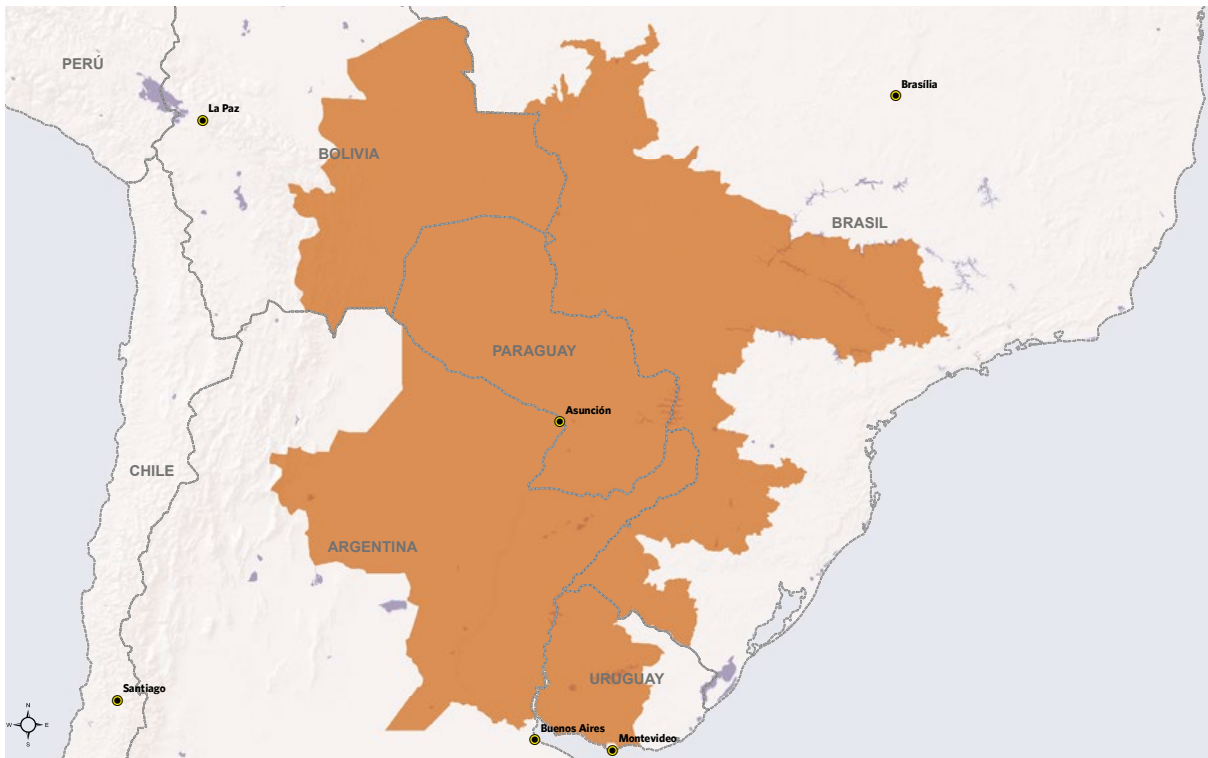 PERÚ
Brasília
La Paz
BOLIVIA
BRASIL
PARAGUAY
Asunción
CHILE
ARGENTINA
URUGUAY
Santiago
N
W
E
S
Buenos Aires
Montevideo